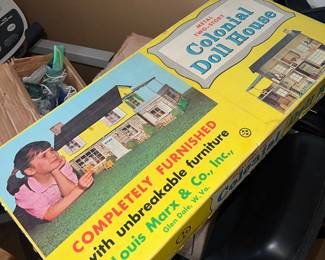 METAL
TWO-STORY
Colonial
Doll House
COMPLETELY FURNISHED
with unbreakable furniture
Louis Marx & Co., Inc.,
Glen Dale, W. Va.
Colonial